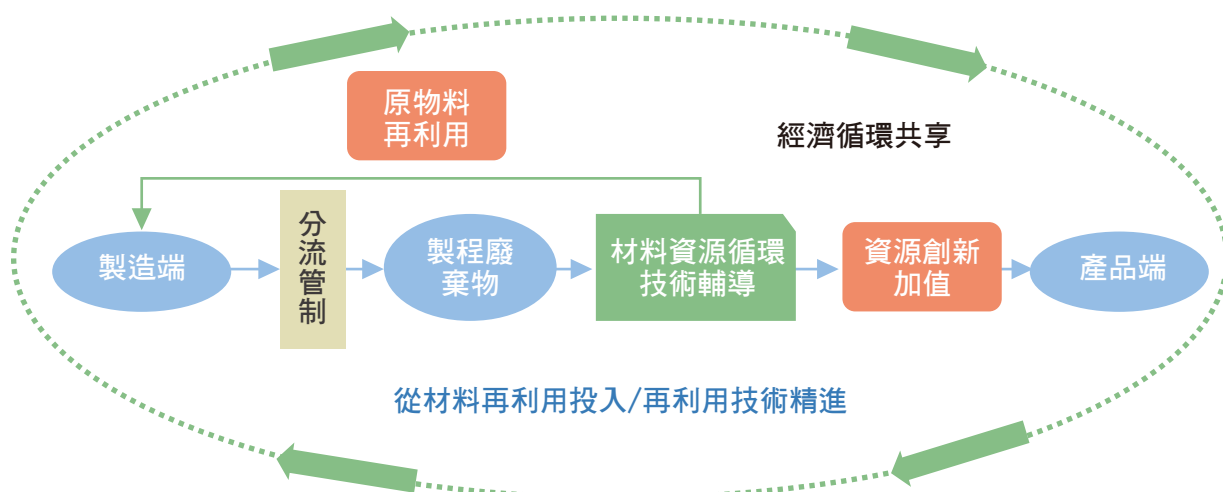 原物料
再利用
經濟循環共享
製造端
分流管制
製程廢
棄物
材料資源循環
技術輔導
資源創新
加值
產品端
從材料再利用投入/再利用技術精進